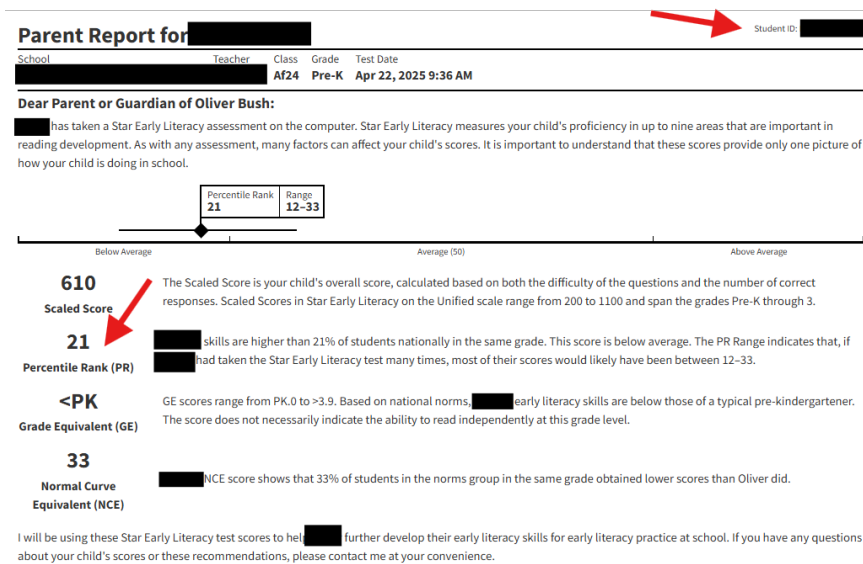 Parent Report for
Student ID:
School Teacher Class Grade Test Date
Af24 Pre-K Apr 22, 2025 9:36 AM
Dear Parent or Guardian of Oliver Bush:
has taken a Star Early Literacy assessment on the computer. Star Early Literacy measures your child's proficiency in up to nine areas that are important in
reading development. As with any assessment, many factors can affect your child's scores. It is important to understand that these scores provide only one picture of
how your child is doing in school.
Percentile Rank Range
21 12–33
Below Average Average (50) Above Average
610
Scaled Score
The Scaled Score is your child's overall score, calculated based on both the difficulty of the questions and the number of correct
responses. Scaled Scores in Star Early Literacy on the Unified scale range from 200 to 1100 and span the grades Pre-K through 3.
21
Percentile Rank (PR)
skills are higher than 21% of students nationally in the same grade. This score is below average. The PR Range indicates that, if
had taken the Star Early Literacy test many times, most of their scores would likely have been between 12–33.
<PK
Grade Equivalent (GE)
GE scores range from PK.0 to >3.9. Based on national norms, early literacy skills are below those of a typical pre-kindergartener.
The score does not necessarily indicate the ability to read independently at this grade level.
33
Normal Curve
Equivalent (NCE)
NCE score shows that 33% of students in the norms group in the same grade obtained lower scores than Oliver did.
I will be using these Star Early Literacy test scores to help further develop their early literacy skills for early literacy practice at school. If you have any questions
about your child's scores or these recommendations, please contact me at your convenience.